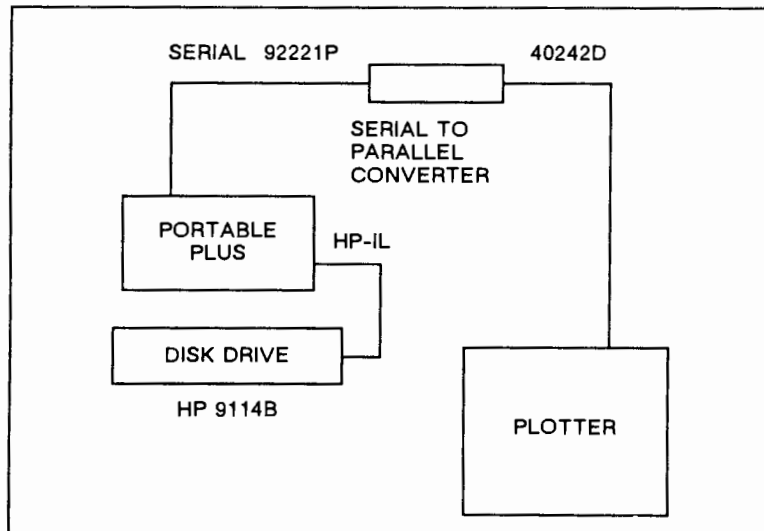 SERIAL 92221P
40242D
SERIAL TO
PARALLEL
CONVERTER
PORTABLE
PLUS
HP-IL
DISK DRIVE
HP 9114B
PLOTTER